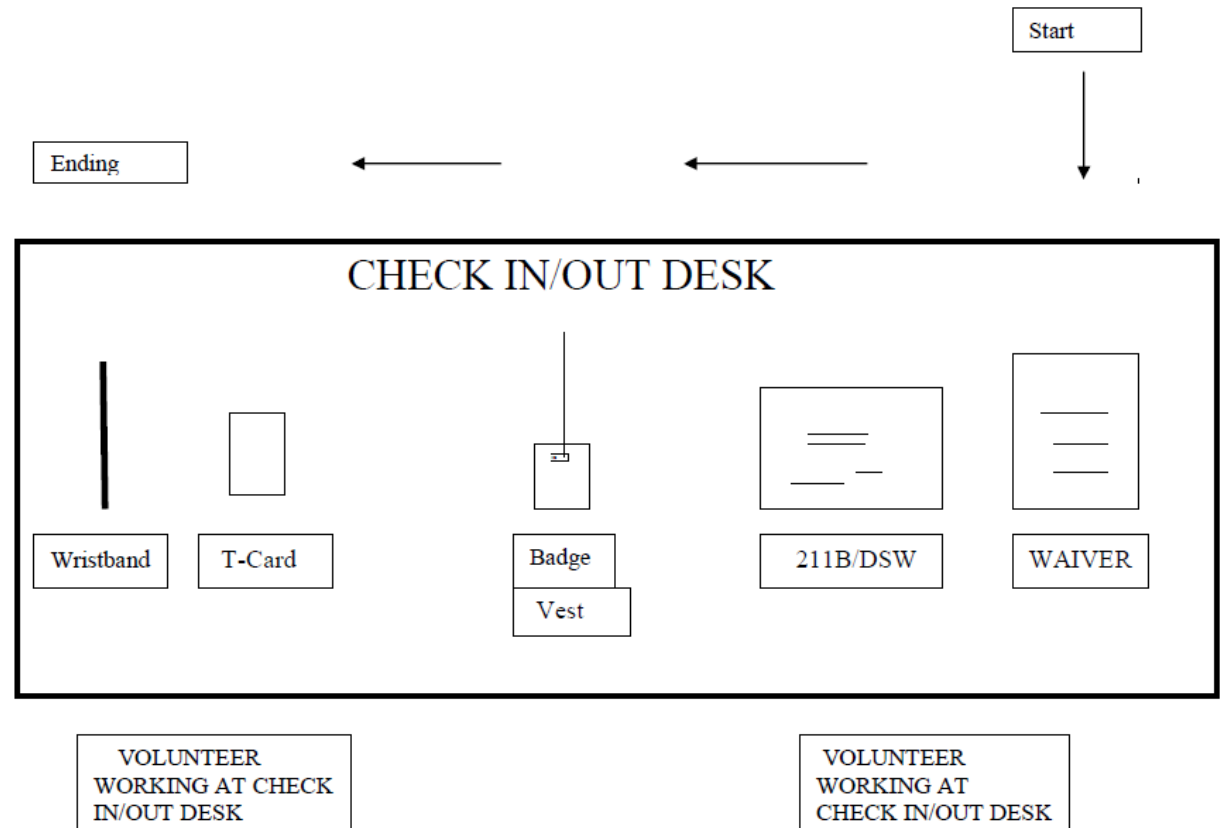 Start
Ending
CHECK IN/OUT DESK
Wristband
T-Card
Badge
211B/DSW
WAIVER
Vest
VOLUNTEER
WORKING AT CHECK
IN/OUT DESK
VOLUNTEER
WORKING AT
CHECK IN/OUT DESK